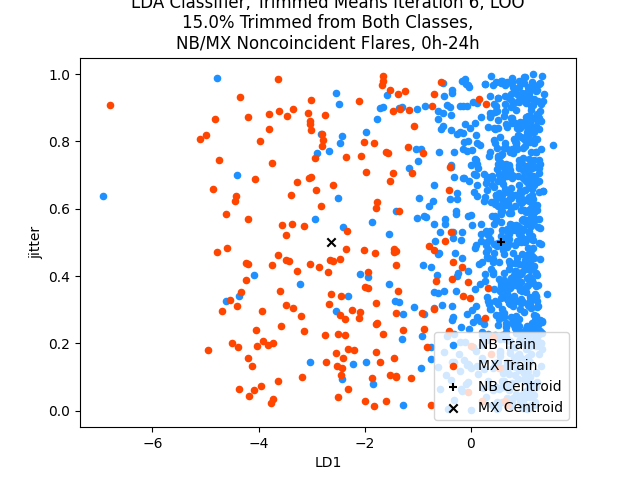 LDA Classifier, Trimmed Means Iteration 6, LOO
15.0% Trimmed from Both Classes,
NB/MX Noncoincident Flares, 0h-24h
1.0
0.8
0.6
0.4
0.2
0.0
jitter
NB Train
MX Train
NB Centroid
MX Centroid
−6
−4
−2
0
LD1